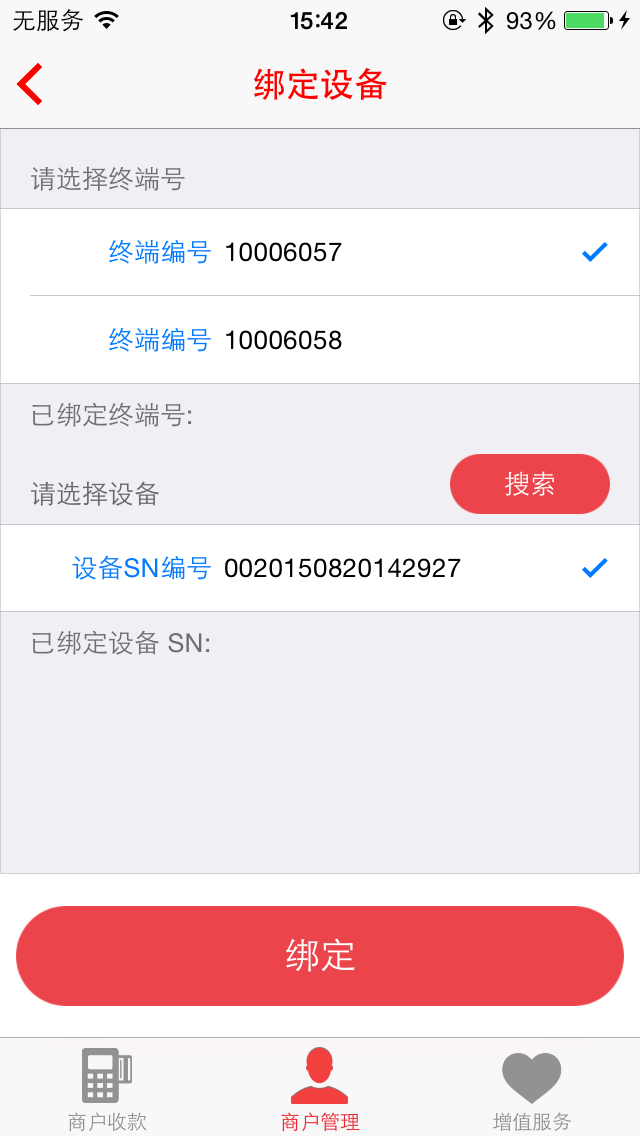 无服务 15:42 93%
绑定设备
请选择终端号
终端编号 10006057
终端编号 10006058
已绑定终端号:
请选择设备 搜索
设备SN编号 0020150820142927
已绑定设备 SN:
绑定
商户收款 商户管理 增值服务